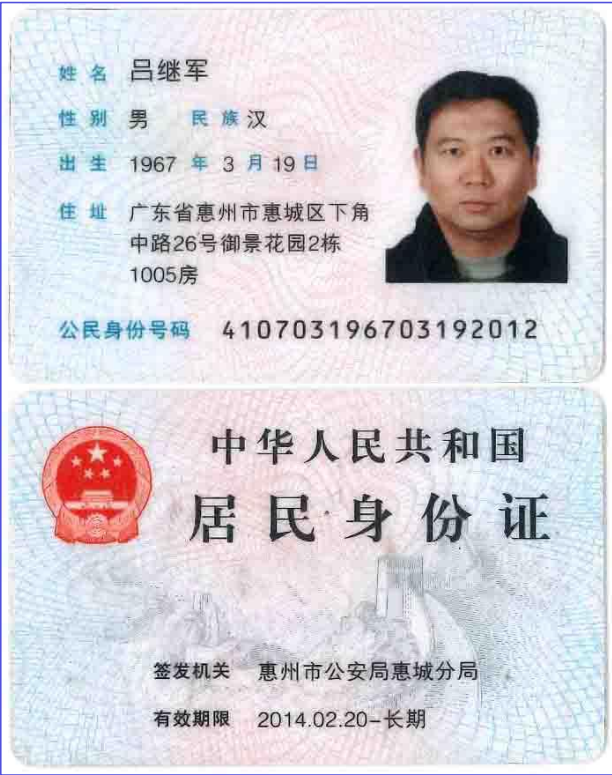 姓名 吕继军
性别 男 民族 汉
出生 1967 年 3 月 19 日
住址 广东省惠州市惠城区下角
中路26号御景花园2栋
1005房
公民身份号码 410703196703192012
中华人民共和国
居民身份证
签发机关 惠州市公安局惠城分局
有效期限 2014.02.20-长期